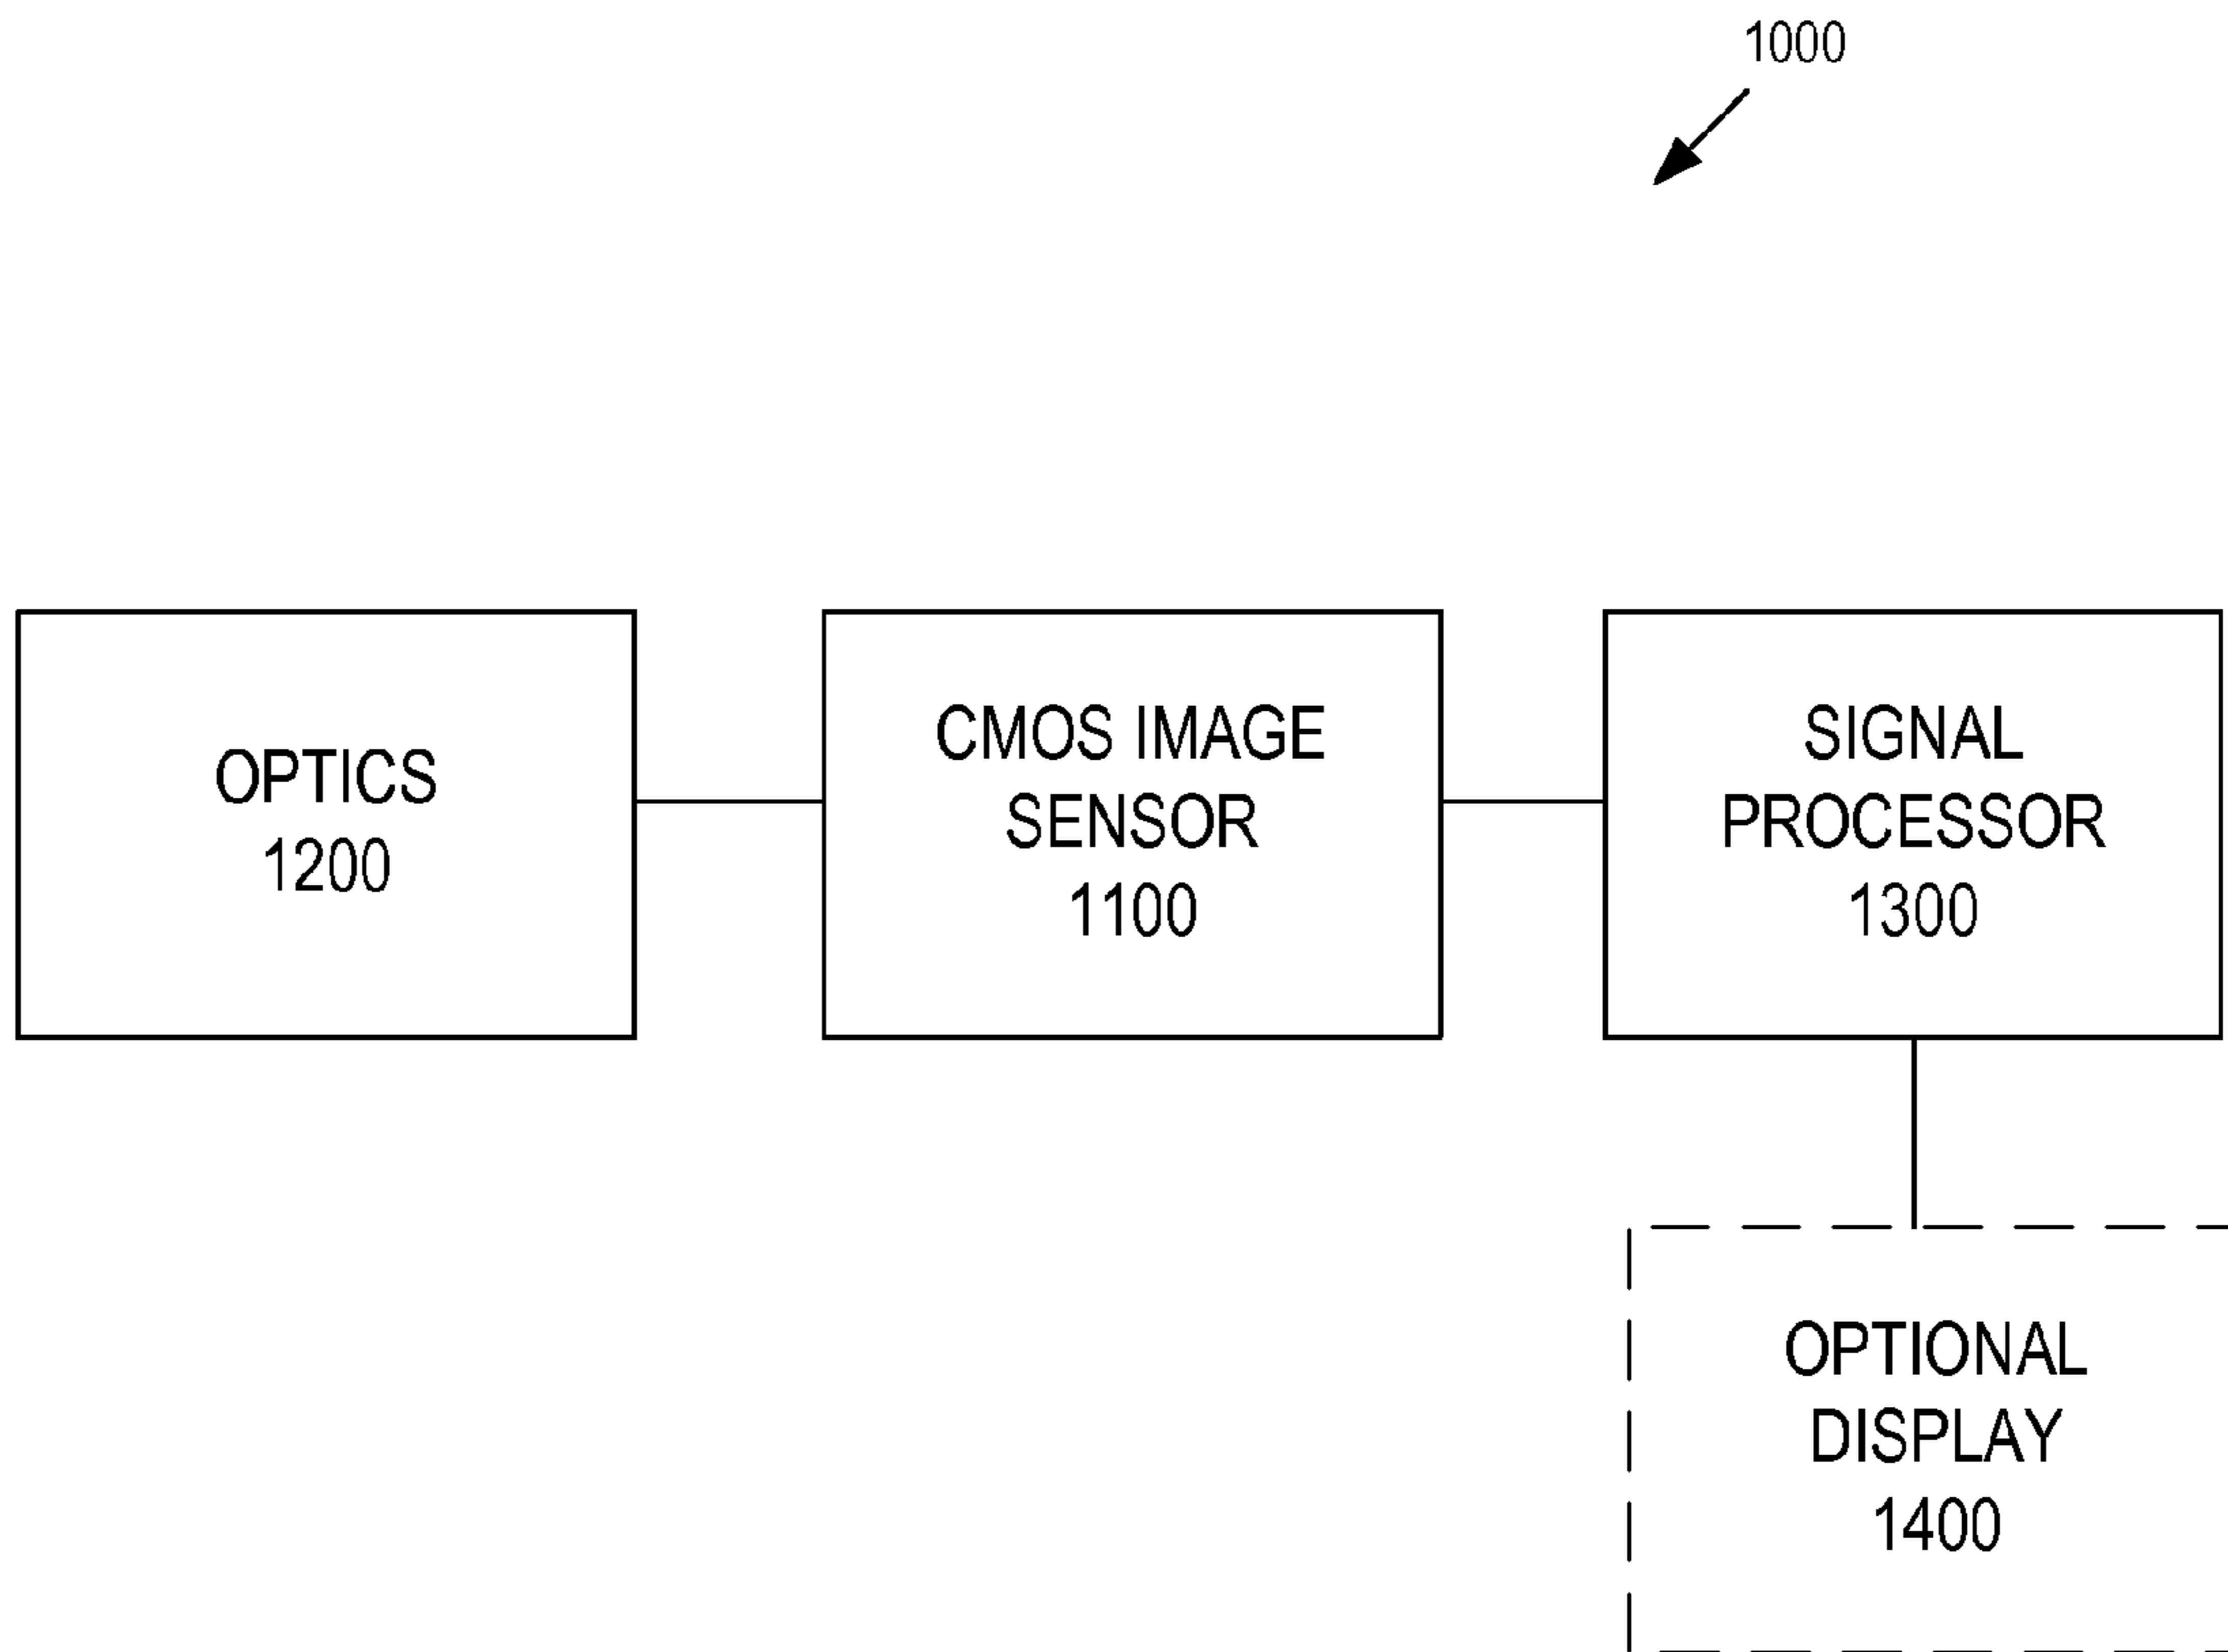 1000
OPTICS
1200
CMOS IMAGE
SENSOR
1100
SIGNAL
PROCESSOR
1300
OPTIONAL
DISPLAY
1400